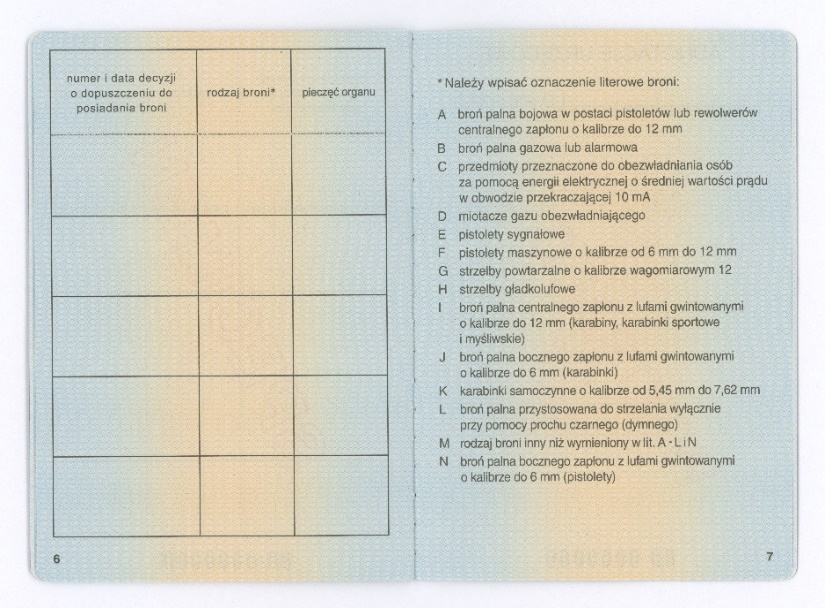 numer i data decyzji
o dopuszczeniu do
posiadania broni
rodzaj broni*
pieczęć organu
6
* Należy wpisać oznaczenie literowe broni:
A broń palna bojowa w postaci pistoletów lub rewolwerów
centralnego zapłonu o kalibrze do 12 mm
B broń palna gazowa lub alarmowa
C przedmioty przeznaczone do obezwładniania osób
za pomocą energii elektrycznej o średniej wartości prądu
w obwodzie przekraczającej 10 mA
D miotacze gazu obezwładniającego
E pistolety sygnałowe
F pistolety maszynowe o kalibrze od 6 mm do 12 mm
G strzelby powtarzalne o kalibrze wagomiarowym 12
H strzelby gładkolufowe
I broń palna centralnego zapłonu z lufami gwintowanymi
o kalibrze do 12 mm (karabiny, karabinki sportowe
i myśliwskie)
J broń palna bocznego zapłonu z lufami gwintowanymi
o kalibrze do 6 mm (karabinki)
K karabinki samoczynne o kalibrze od 5,45 mm do 7,62 mm
L broń palna przystosowana do strzelania wyłącznie
przy pomocy prochu czarnego (dymnego)
M rodzaj broni inny niż wymieniony w lit. A - L i N
N broń palna bocznego zapłonu z lufami gwintowanymi
o kalibrze do 6 mm (pistolety)
7